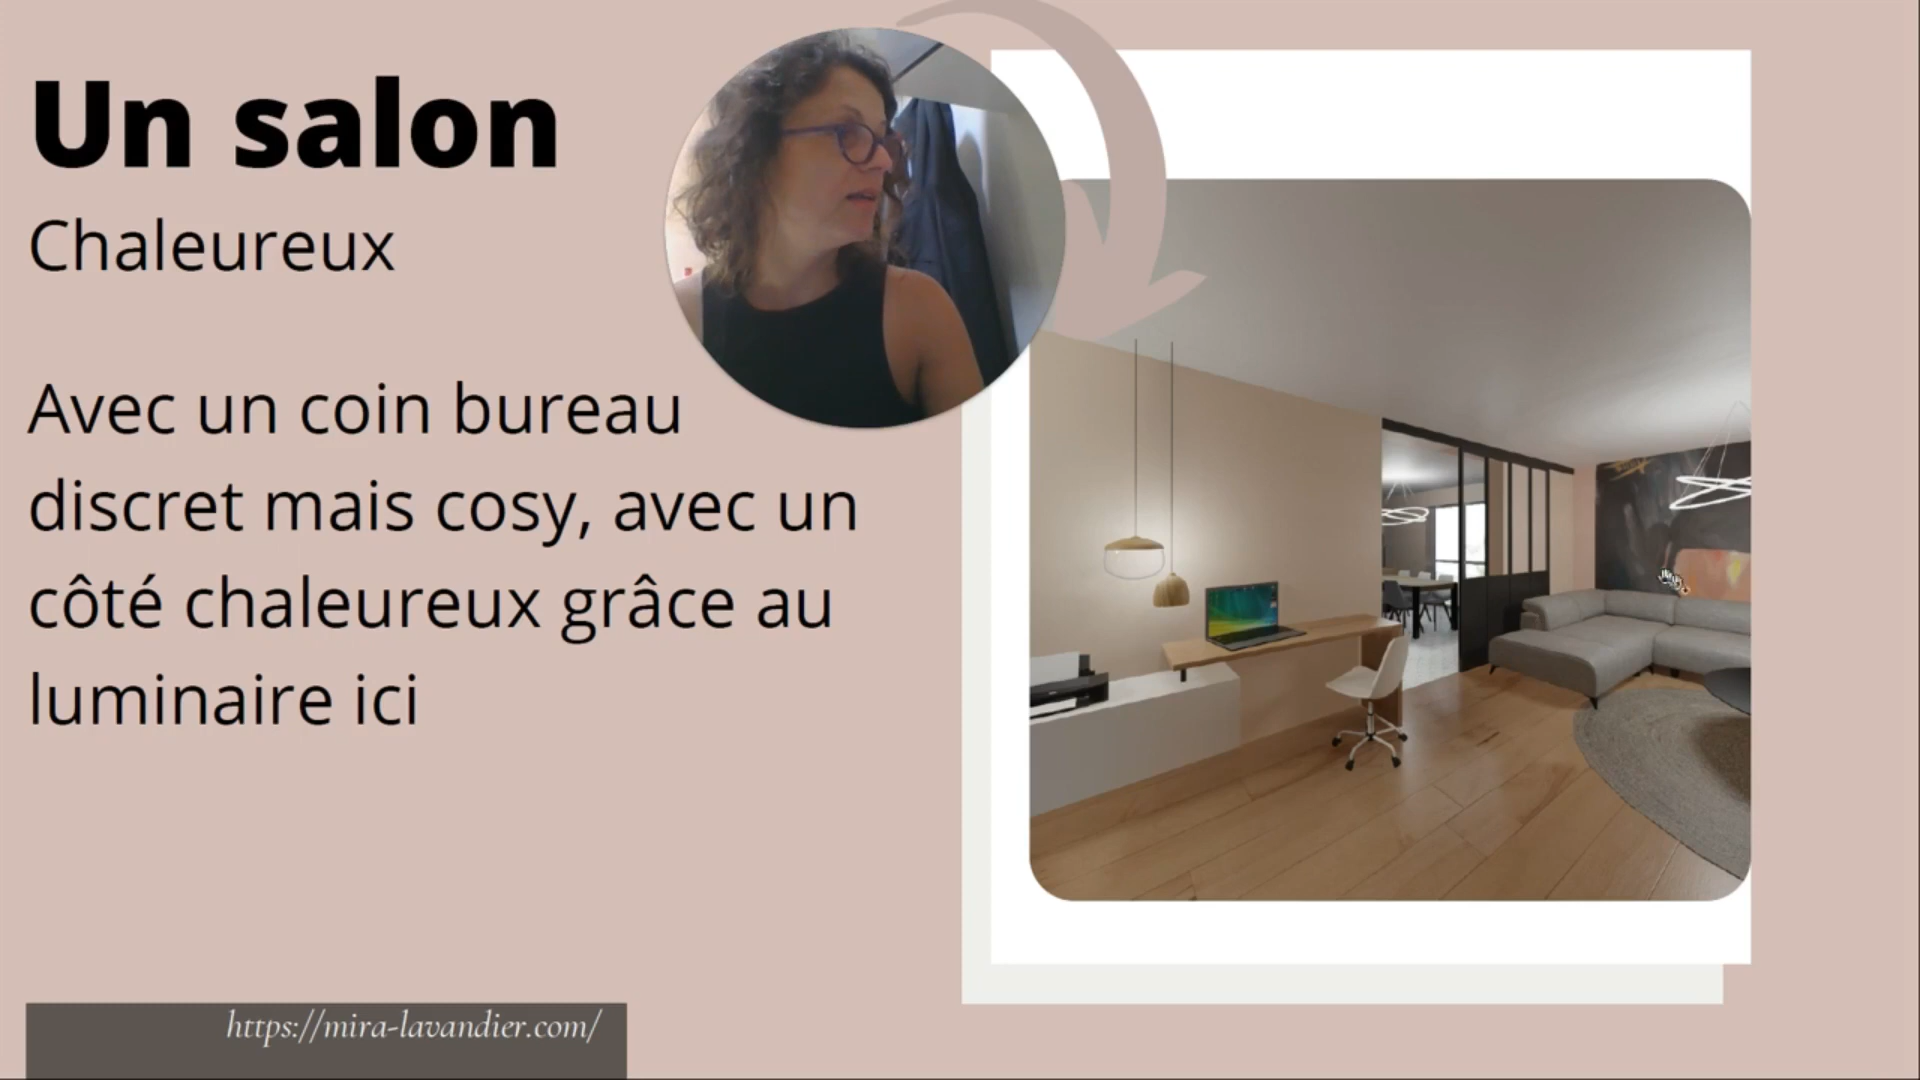 Un salon
Chaleureux
Avec un coin bureau
discret mais cosy, avec un
côté chaleureux grâce au
luminaire ici
https://mira-lavandier.com/